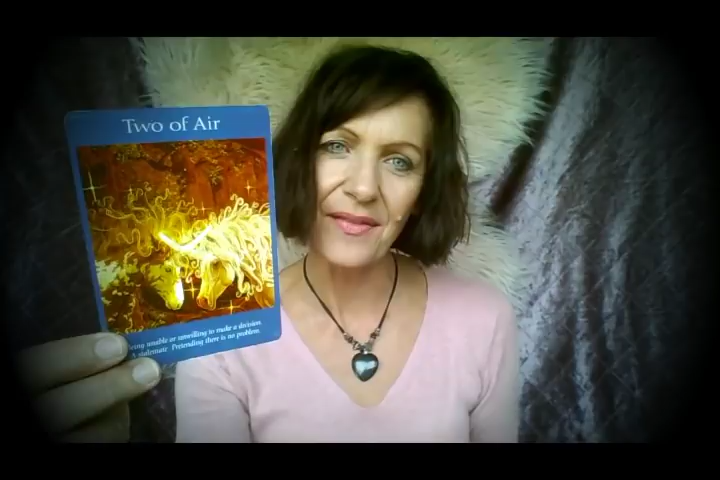 Two of Air
Being unable or unwilling to make a decision.
A stalemate. Pretending there is no problem.